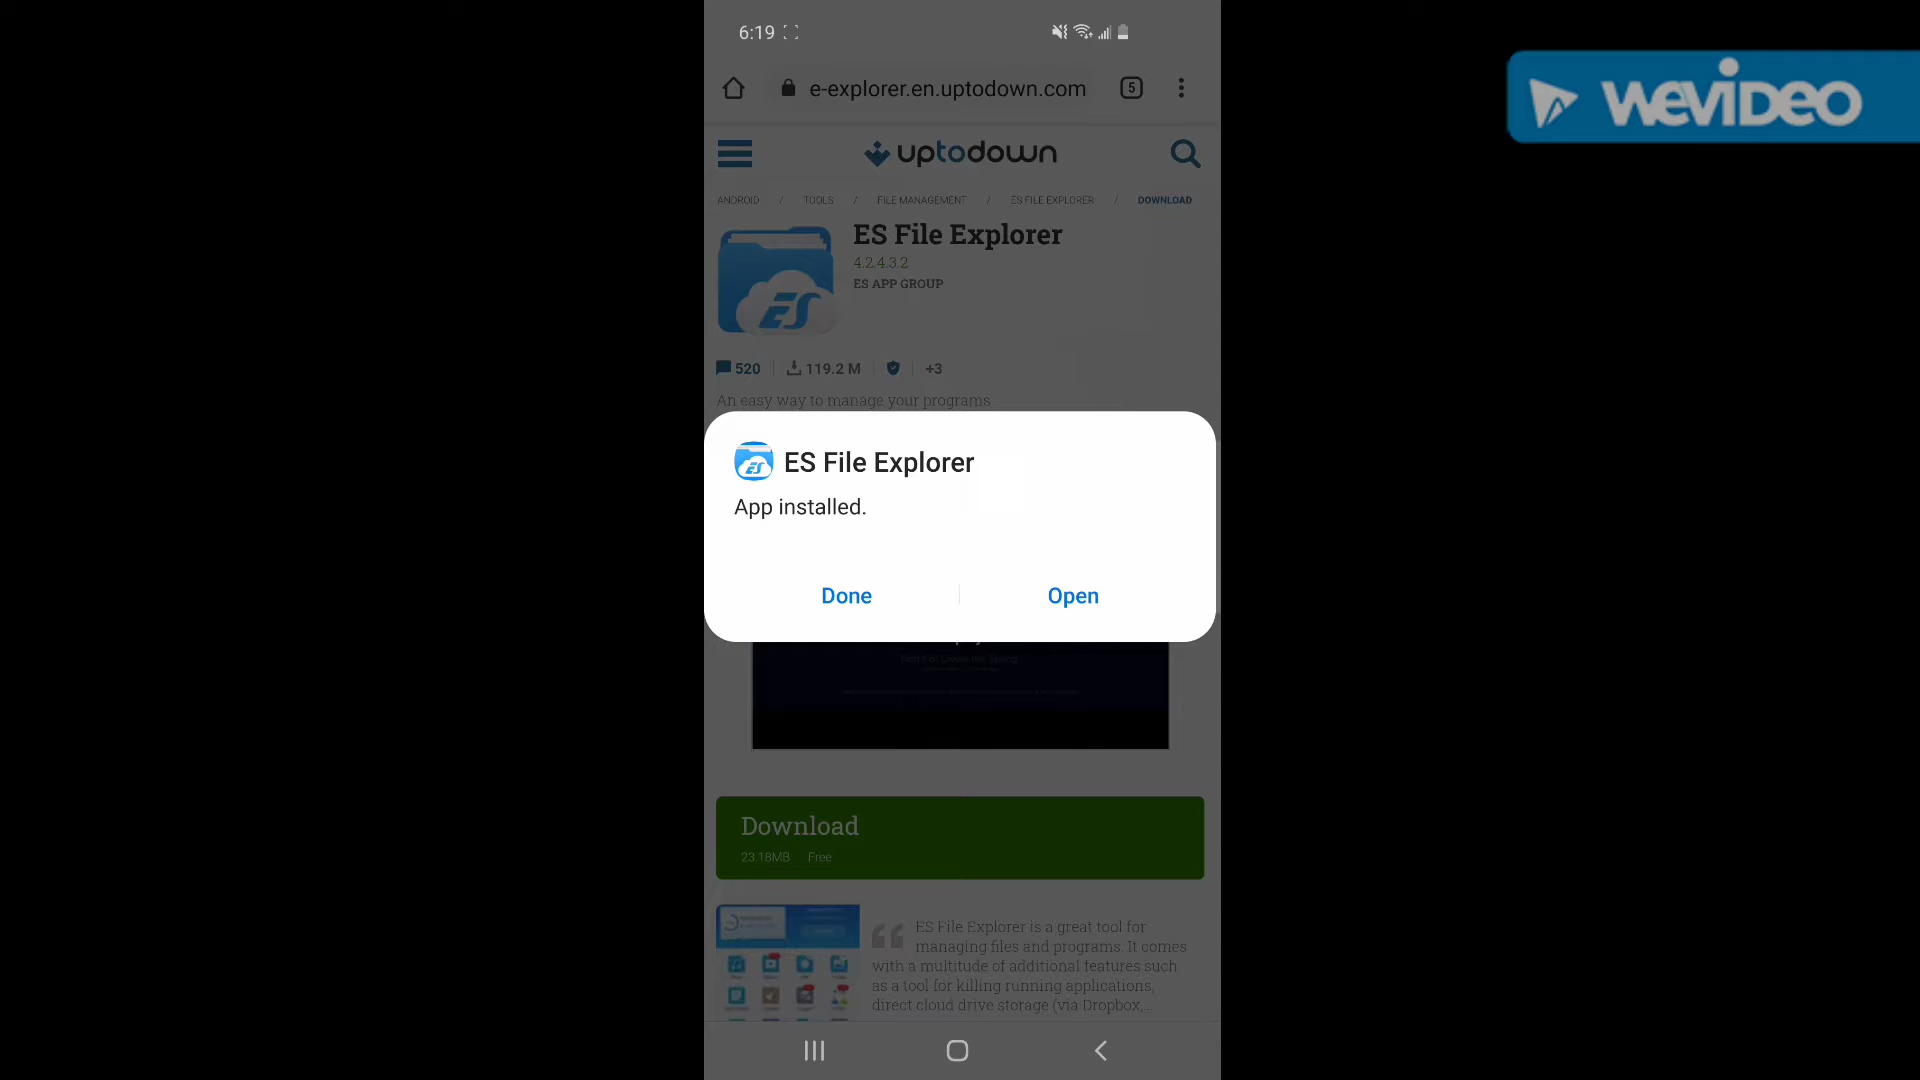 6:19
e-explorer.en.uptodown.com
5
WEVIDEO
uptodown
ANDROID / TOOLS / FILE MANAGEMENT / ES FILE EXPLORER / DOWNLOAD
ES File Explorer
4.2.4.3.2
ES APP GROUP
ES
520
119.2 M
+3
An easy way to manage your programs
ES
ES File Explorer
App installed.
Done
Open
Download
23.18MB Free
ES File Explorer is a great tool for
managing files and programs. It comes
with a multitude of additional features such
as a tool for killing running applications,
direct cloud drive storage (via Dropbox,...